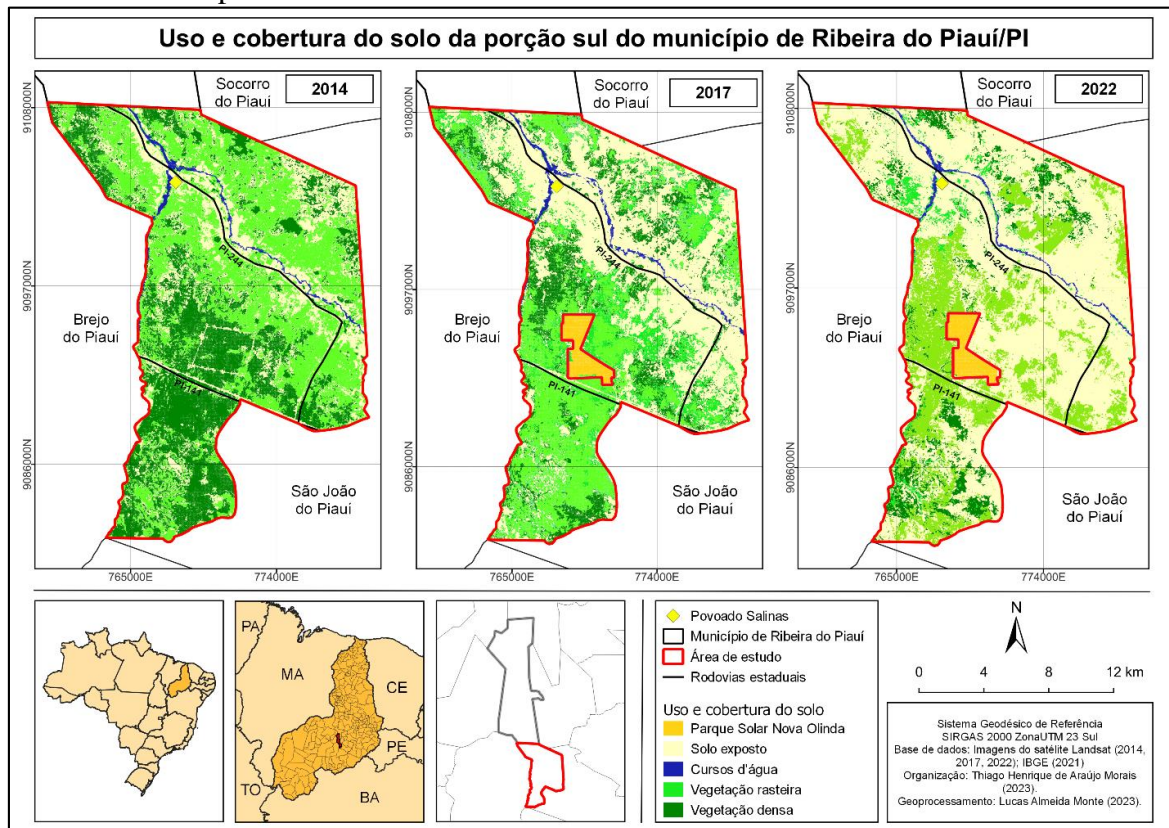 Uso e cobertura do solo da porção sul do município de Ribeira do Piauí/PI
Socorro
do Piauí
2014
9108000N
9097000N
9086000N
PI-244
Brejo
do Piauí
PI-141
São João
do Piauí
765000E
774000E
Socorro
do Piauí
2017
9108000N
9097000N
9086000N
PI-244
Brejo
do Piauí
PI-141
São João
do Piauí
765000E
774000E
Socorro
do Piauí
2022
9108000N
9097000N
9086000N
PI-244
Brejo
do Piauí
PI-141
São João
do Piauí
765000E
774000E
PA
MA
CE
PE
TO
BA
Povoado Salinas
Município de Ribeira do Piauí
Área de estudo
Rodovias estaduais
Uso e cobertura do solo
Parque Solar Nova Olinda
Solo exposto
Cursos d'água
Vegetação rasteira
Vegetação densa
N
0 4 8 12 km
Sistema Geodésico de Referência
SIRGAS 2000 ZonaUTM 23 Sul
Base de dados: Imagens do satélite Landsat (2014,
2017, 2022); IBGE (2021)
Organização: Thiago Henrique de Araújo Morais
(2023).
Geoprocessamento: Lucas Almeida Monte (2023).